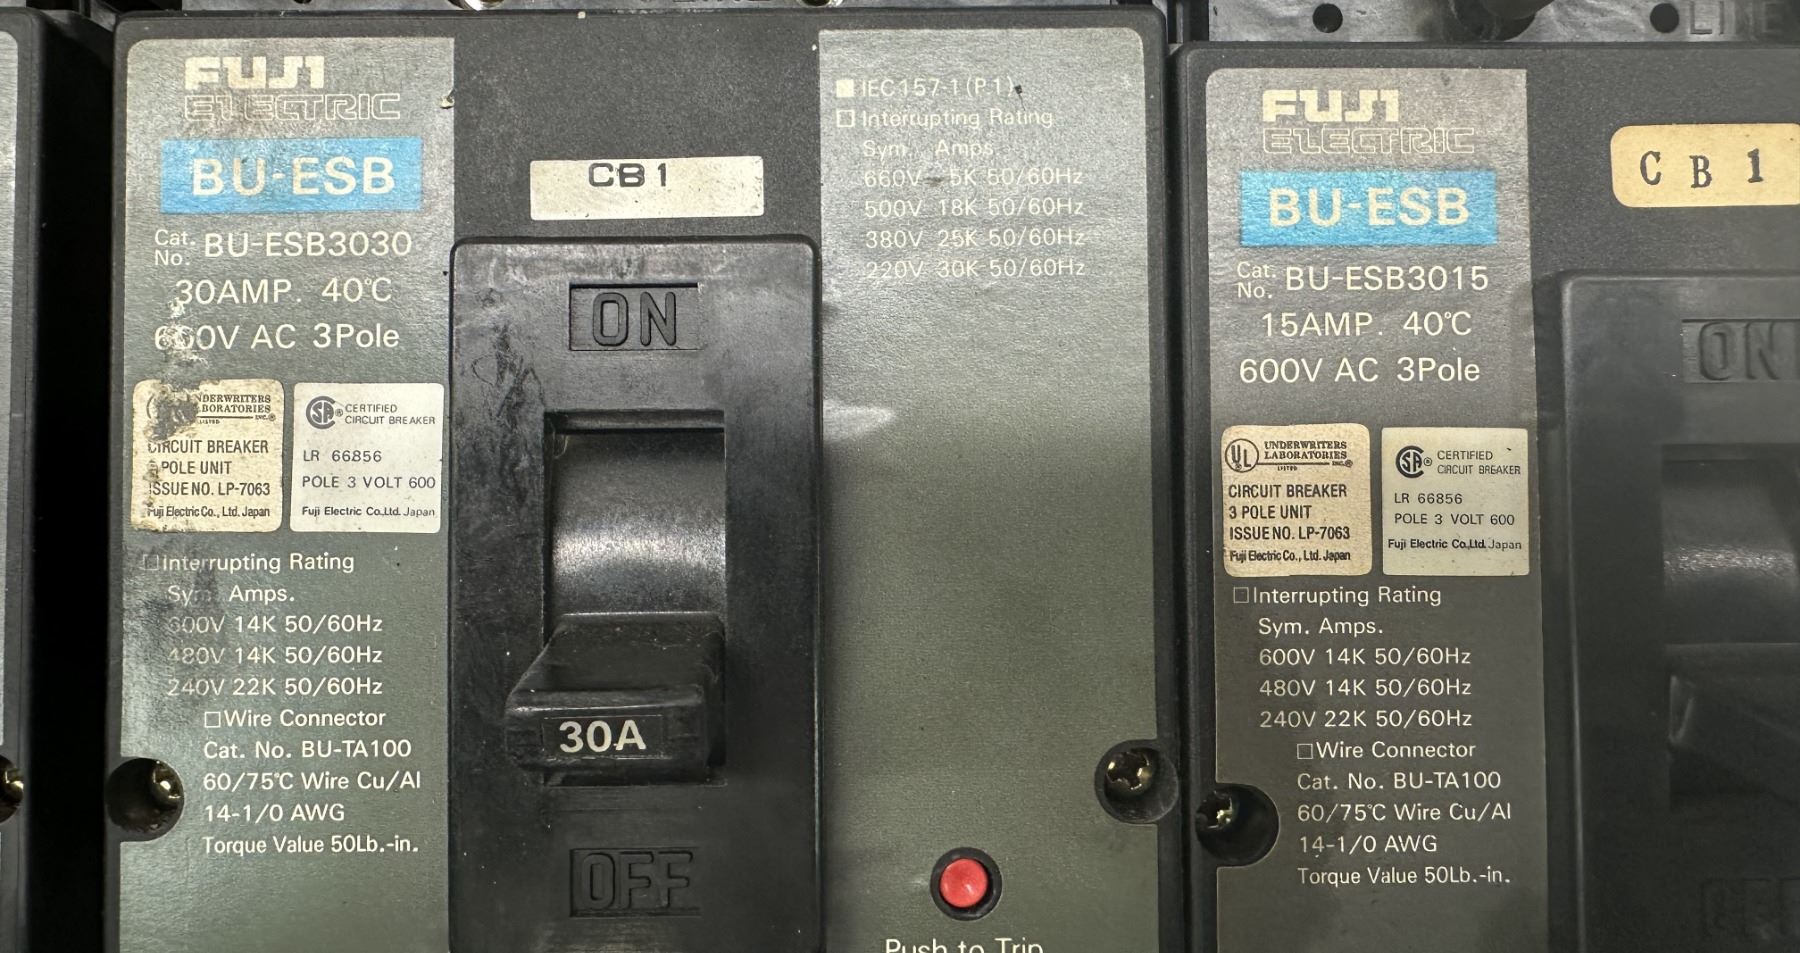 FUJI
ELECTRIC
BU-ESB
Cat. No. BU-ESB3030
30AMP. 40℃
600V AC 3Pole
UNDERWRITERS
LABORATORIES
INC.®
LISTED
CIRCUIT BREAKER
POLE UNIT
ISSUE NO. LP-7063
Fuji Electric Co., Ltd. Japan
CERTIFIED
CIRCUIT BREAKER
LR 66856
POLE 3 VOLT 600
Fuji Electric Co.,Ltd. Japan
□Interrupting Rating
Sym. Amps.
600V 14K 50/60Hz
480V 14K 50/60Hz
240V 22K 50/60Hz
□Wire Connector
Cat. No. BU-TA100
60/75℃ Wire Cu/Al
14-1/0 AWG
Torque Value 50Lb.-in.
CB1
ON
30A
OFF
■IEC157-1(P.1)
□Interrupting Rating
Sym. Amps
660V 5K 50/60Hz
500V 18K 50/60Hz
380V 25K 50/60Hz
220V 30K 50/60Hz
Push to Trip
LINE
FUJI
ELECTRIC
BU-ESB
Cat. No. BU-ESB3015
15AMP. 40℃
600V AC 3Pole
UL
UNDERWRITERS
LABORATORIES
INC.®
LISTED
CIRCUIT BREAKER
3 POLE UNIT
ISSUE NO. LP-7063
Fuji Electric Co., Ltd. Japan
CERTIFIED
CIRCUIT BREAKER
LR 66856
POLE 3 VOLT 600
Fuji Electric Co.,Ltd. Japan
□Interrupting Rating
Sym. Amps.
600V 14K 50/60Hz
480V 14K 50/60Hz
240V 22K 50/60Hz
□Wire Connector
Cat. No. BU-TA100
60/75℃ Wire Cu/Al
14-1/0 AWG
Torque Value 50Lb.-in.
CB1
ON